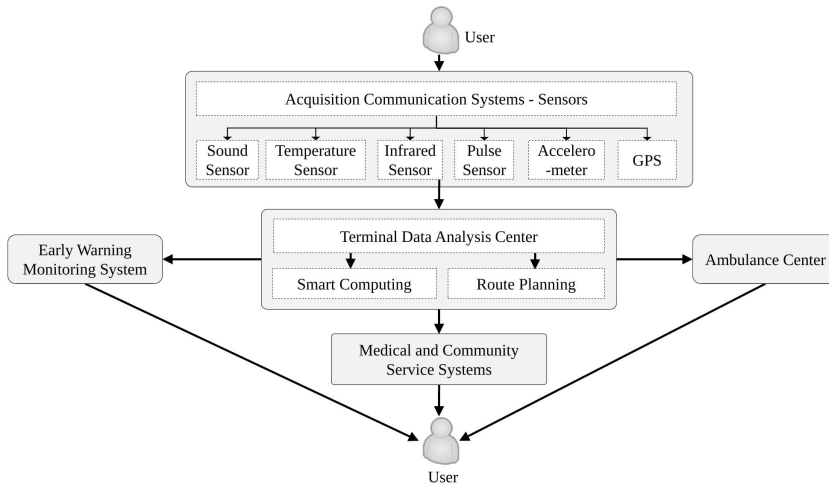 User
Acquisition Communication Systems - Sensors
Sound
Sensor
Temperature
Sensor
Infrared
Sensor
Pulse
Sensor
Accelero
-meter
GPS
Terminal Data Analysis Center
Early Warning
Monitoring System
Ambulance Center
Smart Computing
Route Planning
Medical and Community
Service Systems
User